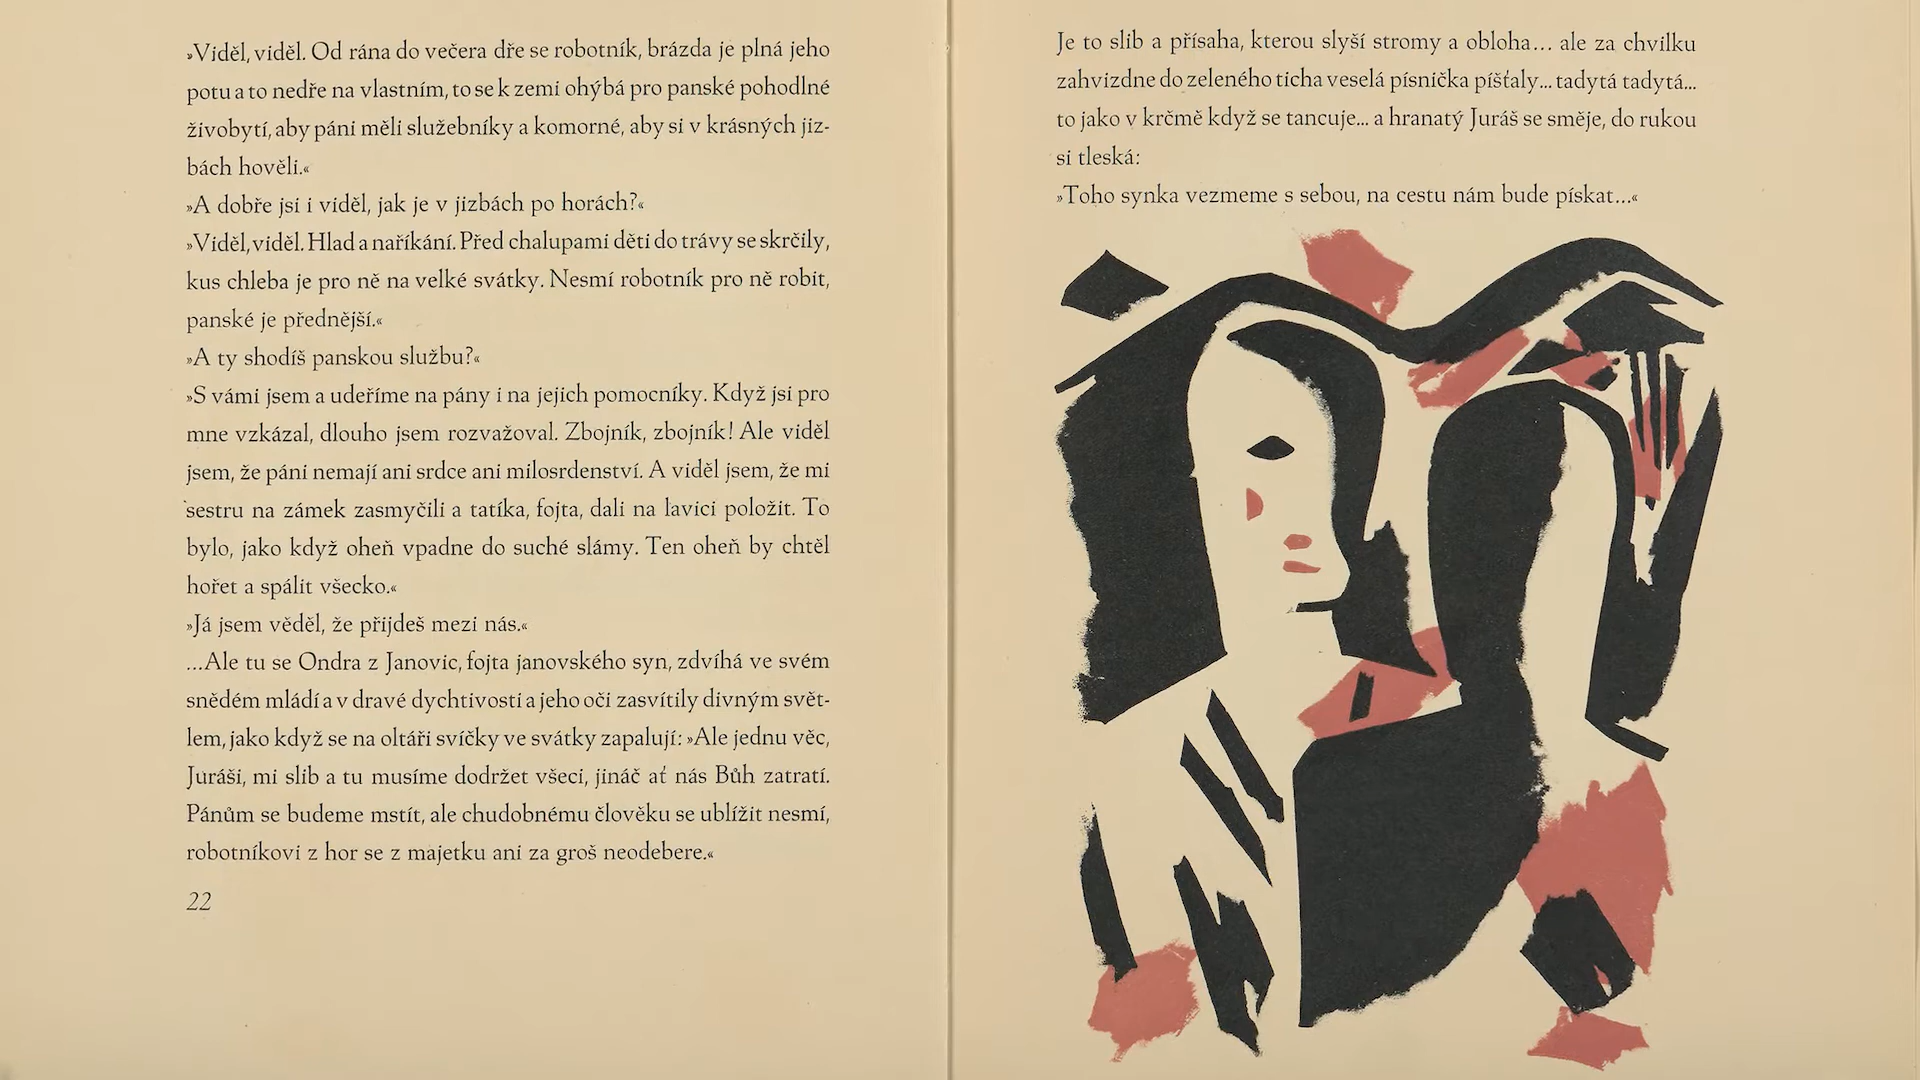 »Viděl, viděl. Od rána do večera dře se robotník, brázda je plná jeho
potu a to nedře na vlastním, to se k zemi ohýbá pro panské pohodlné
živobytí, aby páni měli služebníky a komorné, aby si v krásných jiz-
bách hověli.«
»A dobře jsi i viděl, jak je v jizbách po horách?«
»Viděl, viděl. Hlad a naříkání. Před chalupami děti do trávy se skrčily,
kus chleba je pro ně na velké svátky. Nesmí robotník pro ně robit,
panské je přednější.«
»A ty shodíš panskou službu?«
»S vámi jsem a udeříme na pány i na jejich pomocníky. Když jsi pro
mne vzkázal, dlouho jsem rozvažoval. Zbojník, zbojník! Ale viděl
jsem, že páni nemají ani srdce ani milosrdenství. A viděl jsem, že mi
sestru na zámek zasmyčili a tatíka, fojta, dali na lavici položit. To
bylo, jako když oheň vpadne do suché slámy. Ten oheň by chtěl
hořet a spálit všecko.«
»Já jsem věděl, že přijdeš mezi nás.«
...Ale tu se Ondra z Janovic, fojta janovského syn, zdvíhá ve svém
snědém mládí a v dravé dychtivosti a jeho oči zasvítily divným svět-
lem, jako když se na oltáři svíčky ve svátky zapalují: »Ale jednu věc,
Juráši, mi slib a tu musíme dodržet všeci, jináč ať nás Bůh zatratí.
Pánům se budeme mstít, ale chudobnému člověku se ublížit nesmí,
robotníkovi z hor se z majetku ani za groš neodebere.«
22
Je to slib a přísaha, kterou slyší stromy a obloha... ale za chvilku
zahvizdne do zeleného ticha veselá písnička píšťaly... tadytá tadytá...
to jako v krčmě když se tancuje... a hranatý Juráš se směje, do rukou
si tleská:
»Toho synka vezmeme s sebou, na cestu nám bude pískat...«